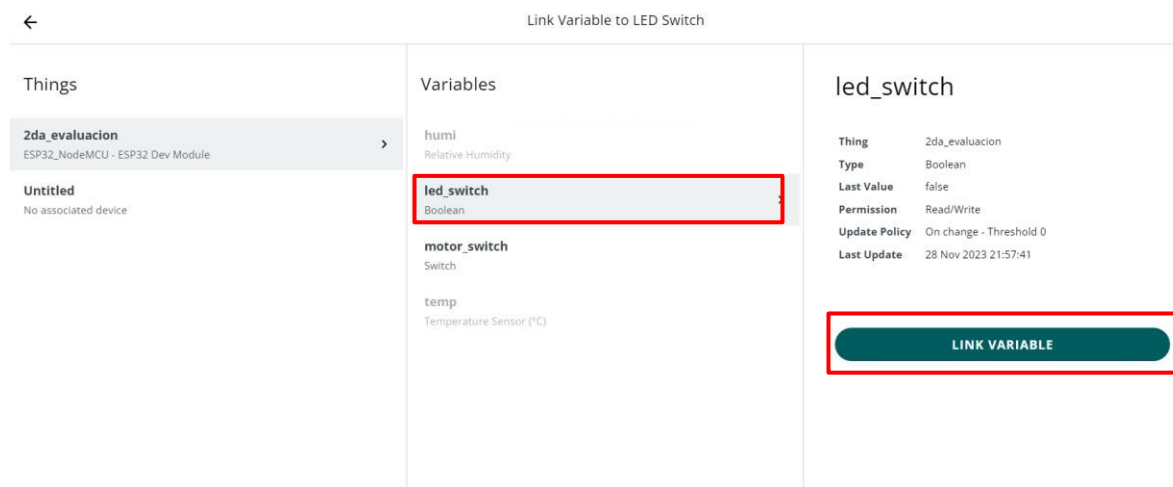 Link Variable to LED Switch
Things
2da_evaluacion
ESP32_NodeMCU - ESP32 Dev Module
Untitled
No associated device
Variables
humi
Relative Humidity
led_switch
Boolean
motor_switch
Switch
temp
Temperature Sensor (°C)
led_switch
Thing 2da_evaluacion
Type Boolean
Last Value false
Permission Read/Write
Update Policy On change - Threshold 0
Last Update 28 Nov 2023 21:57:41
LINK VARIABLE